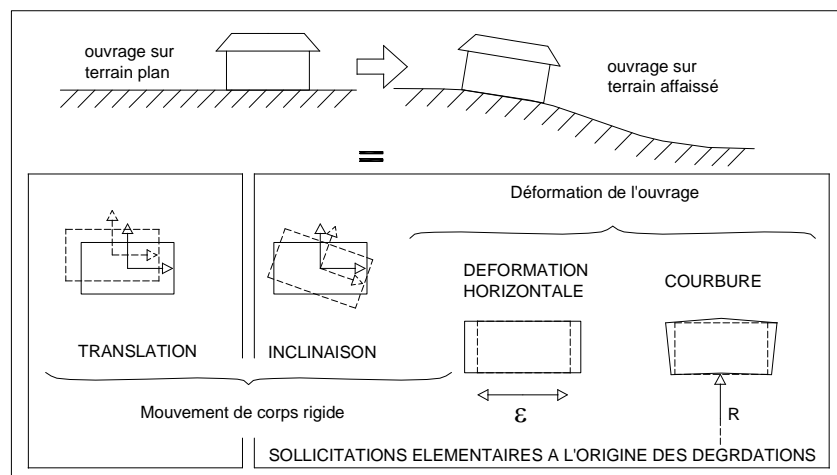 ouvrage sur
terrain plan
ouvrage sur
terrain affaissé
=
Déformation de l'ouvrage
DEFORMATION
HORIZONTALE
COURBURE
TRANSLATION
INCLINAISON
ε
R
Mouvement de corps rigide
SOLLICITATIONS ELEMENTAIRES A L'ORIGINE DES DEGRDATIONS